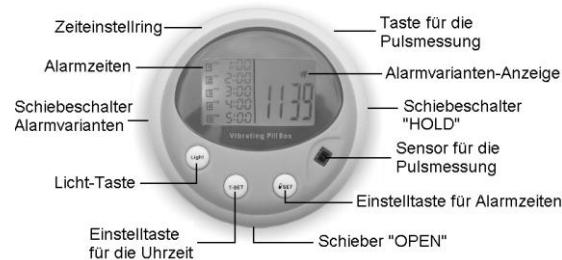 Zeiteinstellring
Taste für die
Pulsmessung
Alarmzeiten
Alarmvarianten-Anzeige
Schiebeschalter
Alarmvarianten
Schiebeschalter
"HOLD"
Sensor für die
Pulsmessung
Licht-Taste
Einstelltaste für Alarmzeiten
Einstelltaste
für die Uhrzeit
Schieber "OPEN"
1:00
2:00
3:00
4:00
5:00
1139
Vibrating Pill Box
Light
T-SET
SET